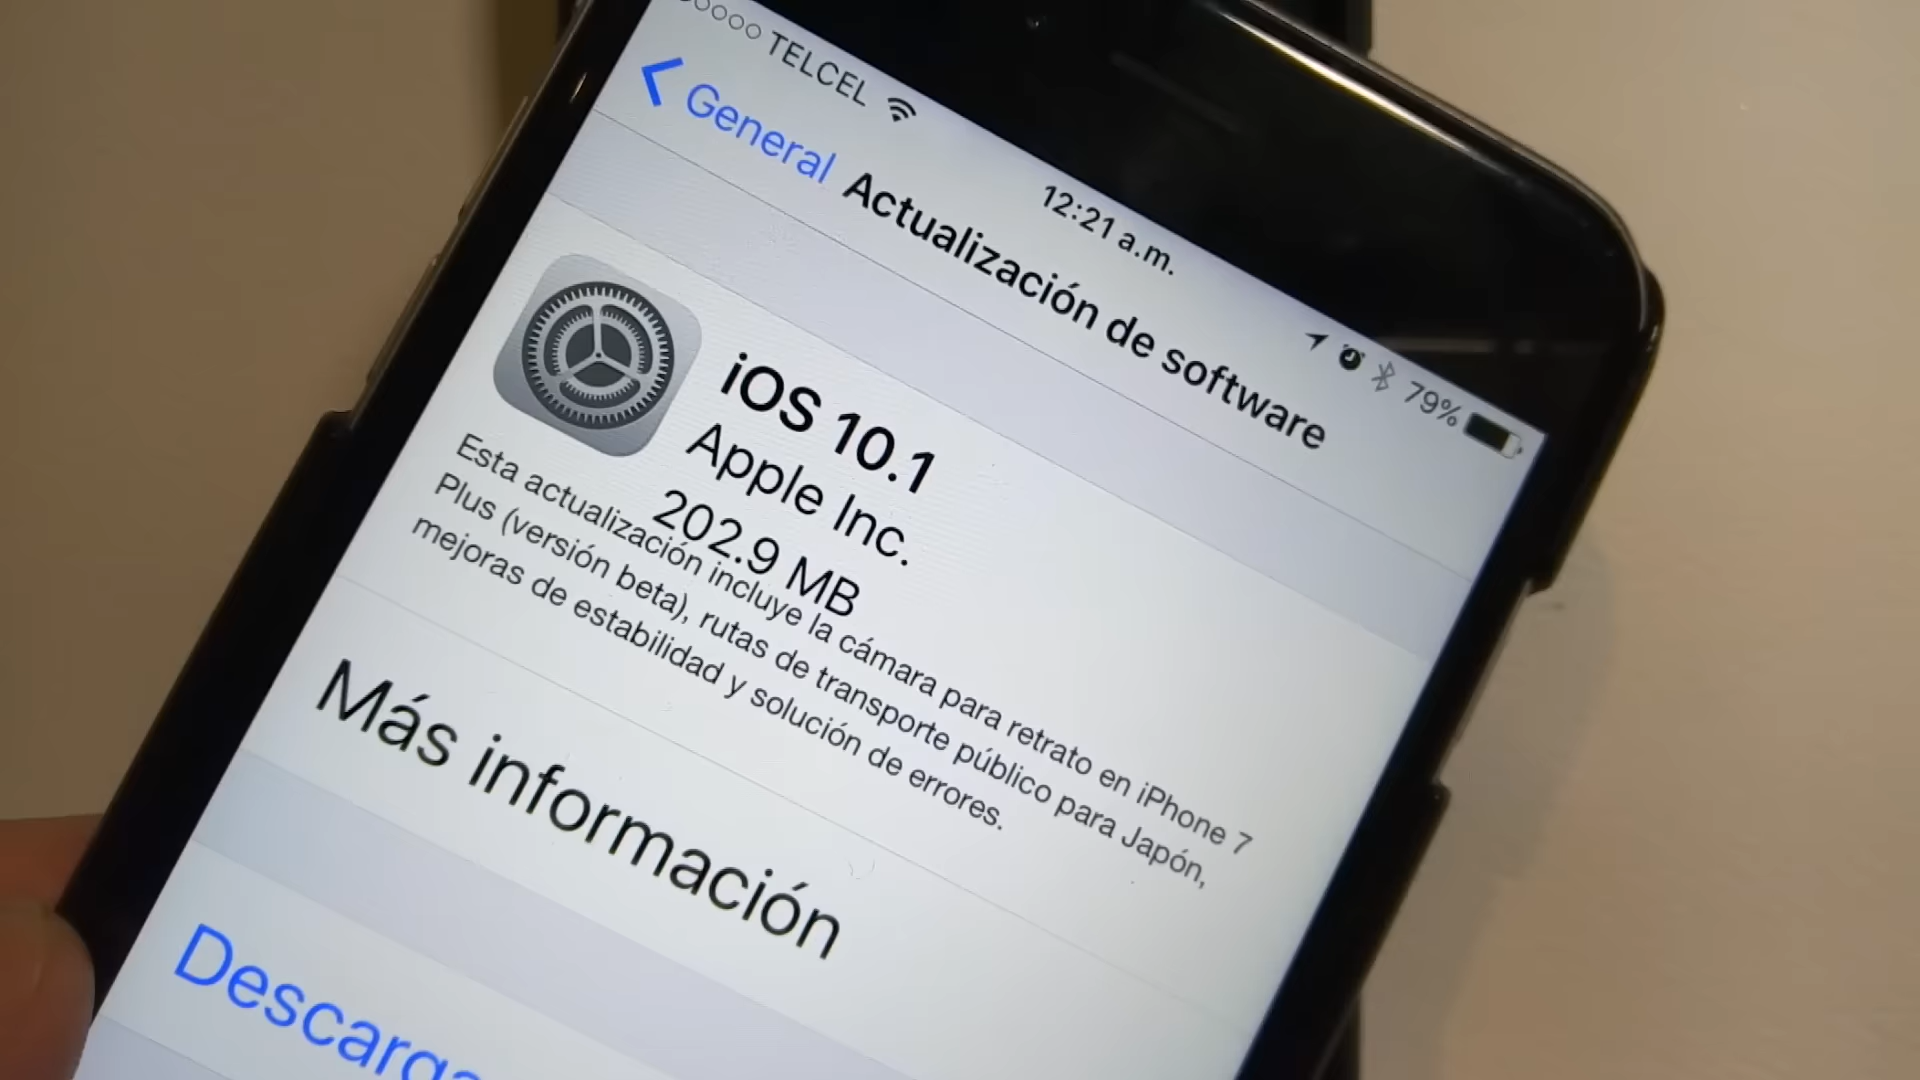 TELCEL
12:21 a.m.
79%
General
Actualización de software
iOS 10.1
Apple Inc.
202.9 MB
Esta actualización incluye la cámara para retrato en iPhone 7
Plus (versión beta), rutas de transporte público para Japón,
mejoras de estabilidad y solución de errores.
Más información